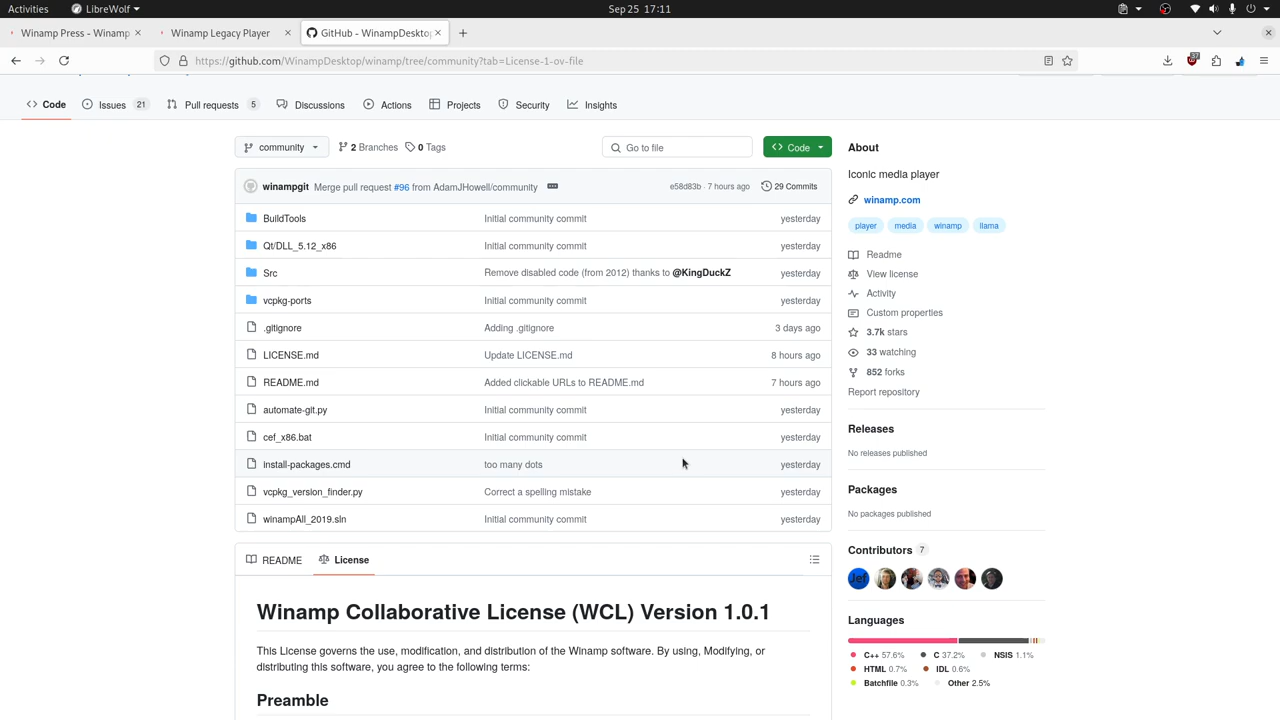 Activities LibreWolf Sep 25 17:11
Winamp Press - Winamp Winamp Legacy Player GitHub - WinampDeskto
https://github.com/WinampDesktop/winamp/tree/community?tab=License-1-ov-file 37
Code Issues 21 Pull requests 5 Discussions Actions Projects Security Insights
community 2 Branches 0 Tags Go to file Code
winampgit Merge pull request #96 from AdamJHowell/community e58d83b · 7 hours ago 29 Commits
BuildTools Initial community commit yesterday
Qt/DLL_5.12_x86 Initial community commit yesterday
Src Remove disabled code (from 2012) thanks to @KingDuckZ yesterday
vcpkg-ports Initial community commit yesterday
.gitignore Adding .gitignore 3 days ago
LICENSE.md Update LICENSE.md 8 hours ago
README.md Added clickable URLs to README.md 7 hours ago
automate-git.py Initial community commit yesterday
cef_x86.bat Initial community commit yesterday
install-packages.cmd too many dots yesterday
vcpkg_version_finder.py Correct a spelling mistake yesterday
winampAll_2019.sln Initial community commit yesterday
README License
Winamp Collaborative License (WCL) Version 1.0.1
This License governs the use, modification, and distribution of the Winamp software. By using, Modifying, or
distributing this software, you agree to the following terms:
Preamble
About
Iconic media player
winamp.com
player media winamp llama
Readme
View license
Activity
Custom properties
3.7k stars
33 watching
852 forks
Report repository
Releases
No releases published
Packages
No packages published
Contributors 7
Jef
Languages
C++ 57.6% C 37.2% NSIS 1.1%
HTML 0.7% IDL 0.6%
Batchfile 0.3% Other 2.5%